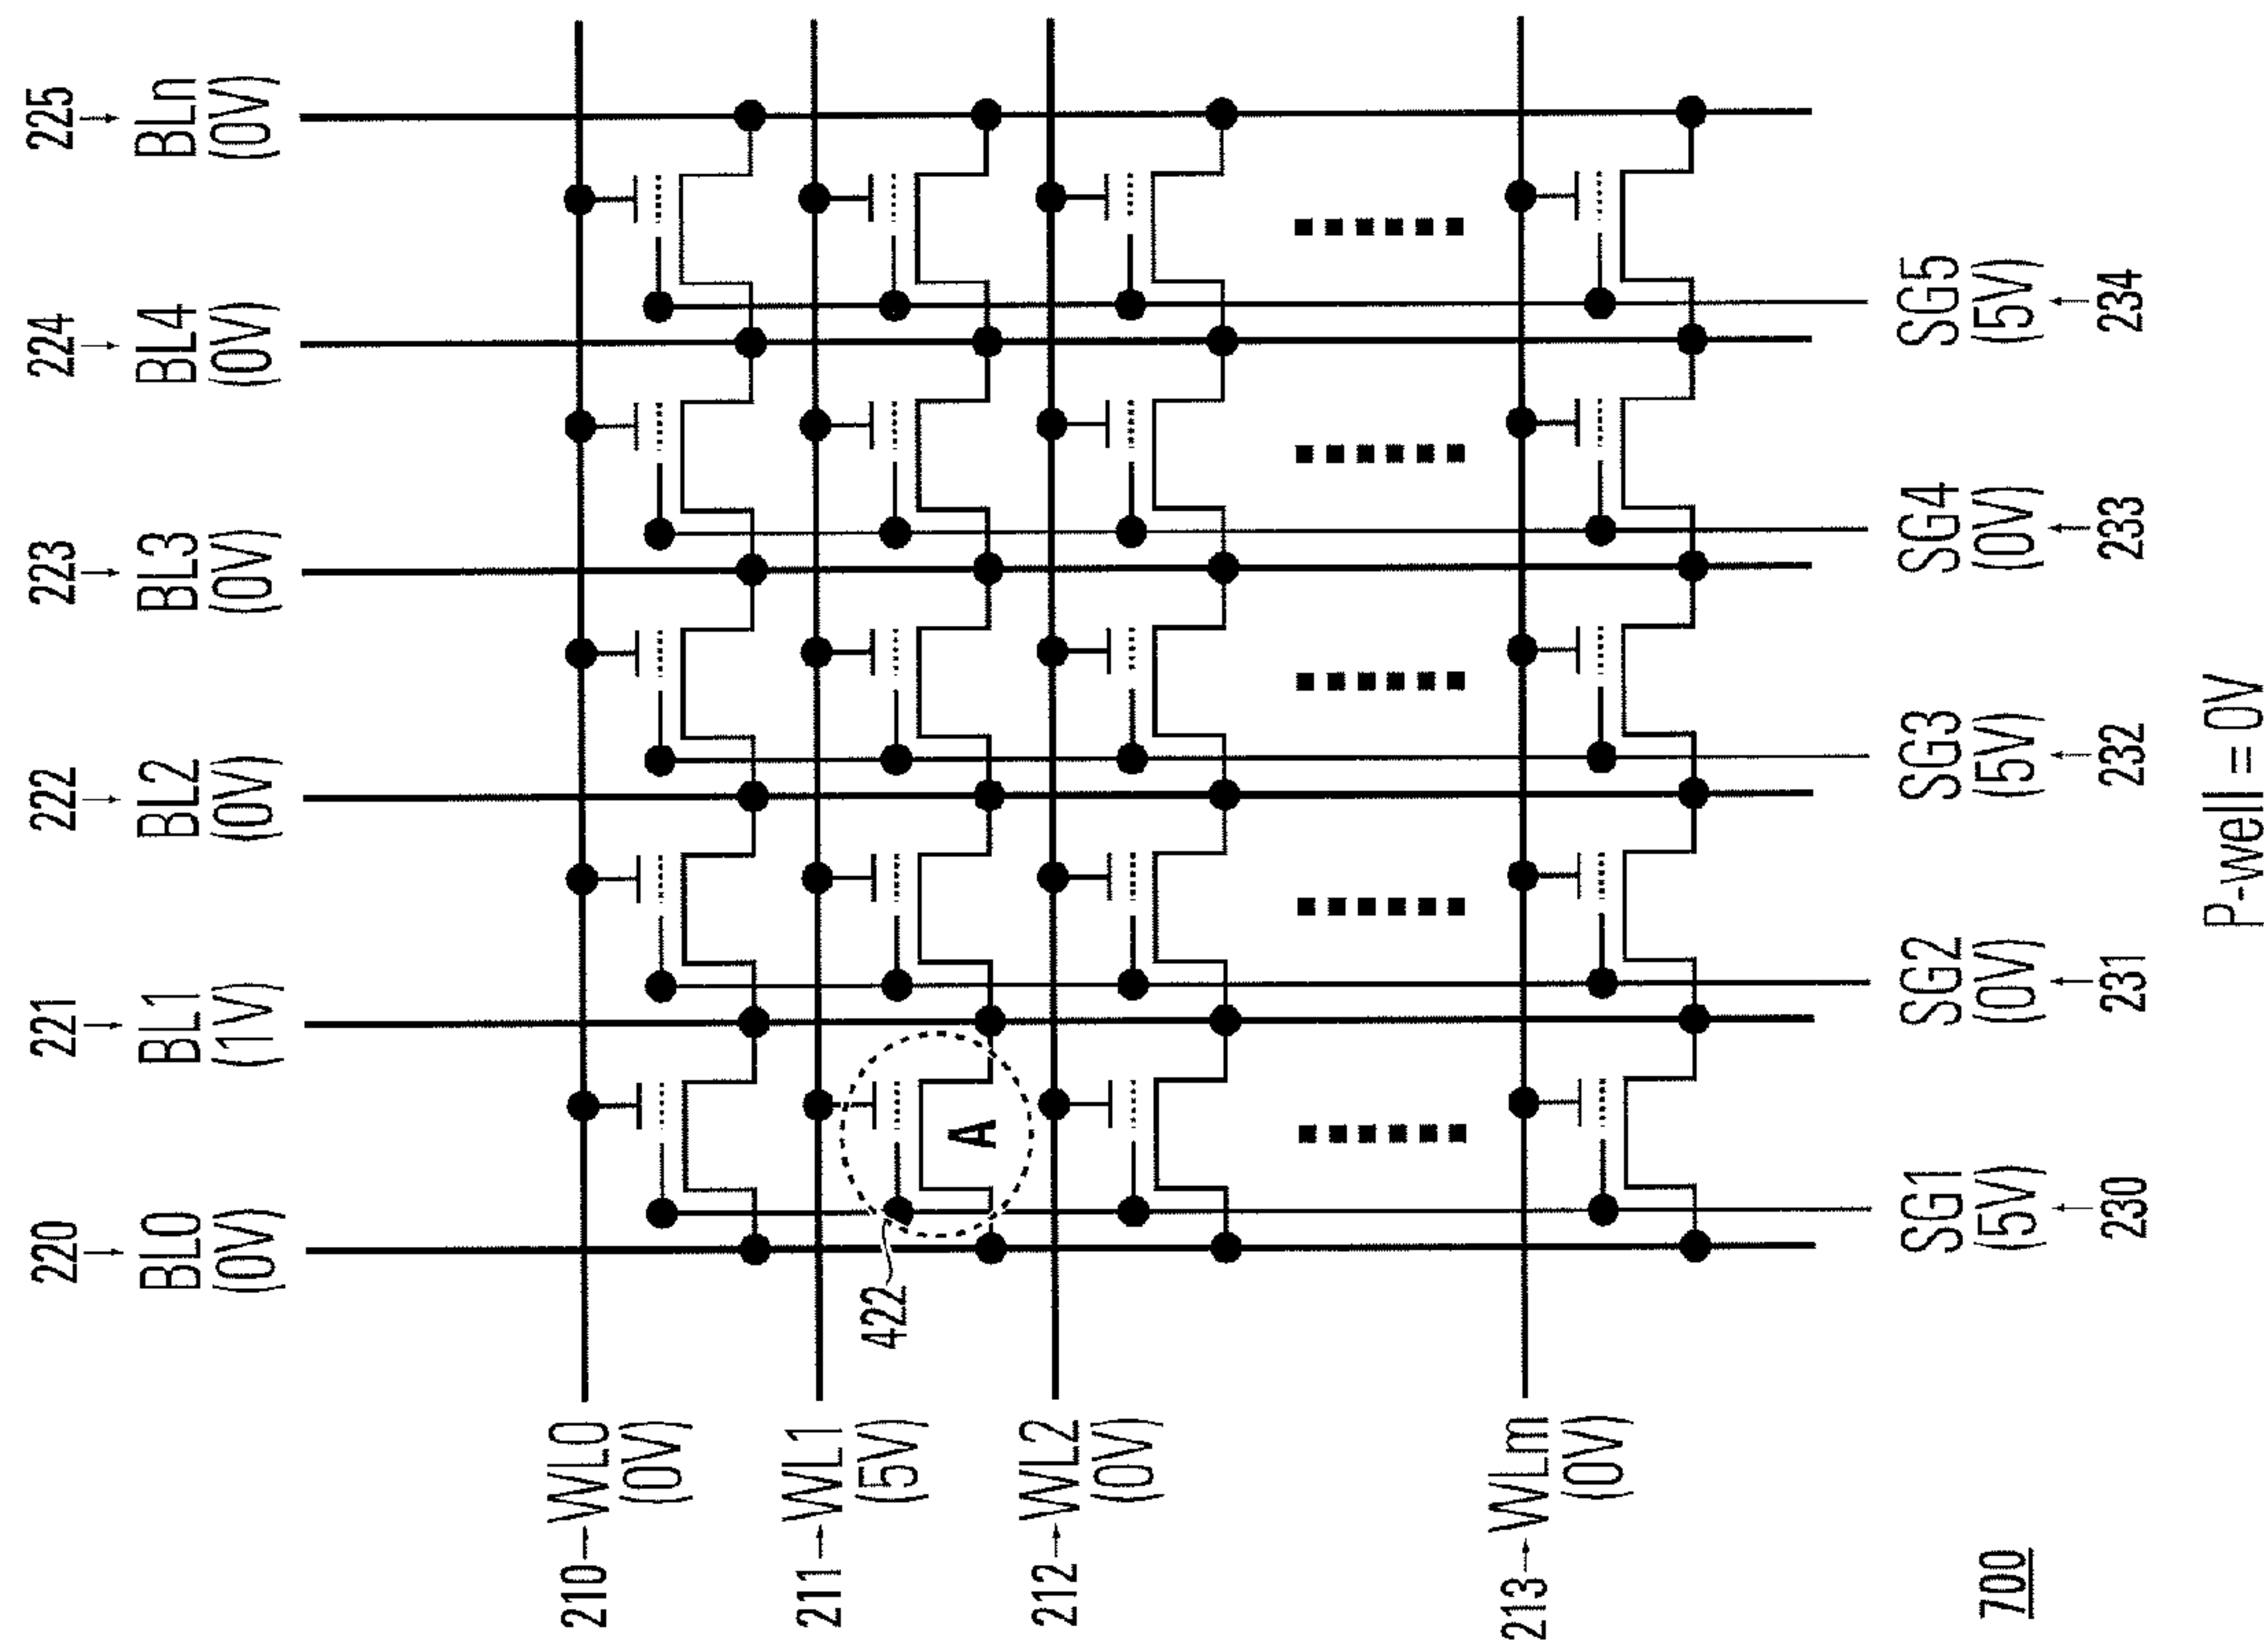 225
BLn
(0V)
224
BL4
(0V)
223
BL3
(0V)
222
BL2
(0V)
221
BL1
(1V)
220
BL0
(0V)
210
WL0
(0V)
211
WL1
(5V)
212
WL2
(0V)
213
WLm
(0V)
A
422
SG5
(5V)
234
SG4
(0V)
233
SG3
(5V)
232
SG2
(0V)
231
SG1
(5V)
230
P-well = 0V
700